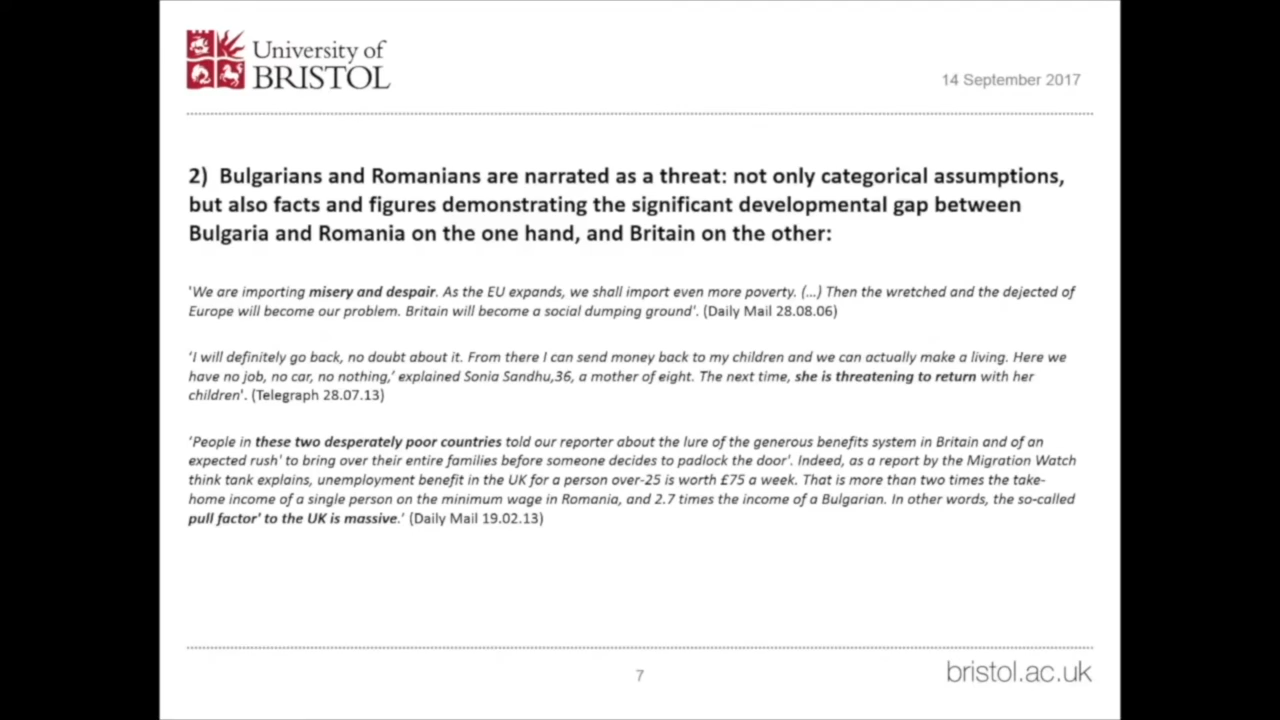 University of
BRISTOL
14 September 2017
2) Bulgarians and Romanians are narrated as a threat: not only categorical assumptions,
but also facts and figures demonstrating the significant developmental gap between
Bulgaria and Romania on the one hand, and Britain on the other:
'We are importing misery and despair. As the EU expands, we shall import even more poverty. (...) Then the wretched and the dejected of
Europe will become our problem. Britain will become a social dumping ground'. (Daily Mail 28.08.06)
'I will definitely go back, no doubt about it. From there I can send money back to my children and we can actually make a living. Here we
have no job, no car, no nothing,' explained Sonia Sandhu,36, a mother of eight. The next time, she is threatening to return with her
children'. (Telegraph 28.07.13)
'People in these two desperately poor countries told our reporter about the lure of the generous benefits system in Britain and of an
expected rush' to bring over their entire families before someone decides to padlock the door'. Indeed, as a report by the Migration Watch
think tank explains, unemployment benefit in the UK for a person over-25 is worth £75 a week. That is more than two times the take-
home income of a single person on the minimum wage in Romania, and 2.7 times the income of a Bulgarian. In other words, the so-called
pull factor' to the UK is massive.' (Daily Mail 19.02.13)
7
bristol.ac.uk